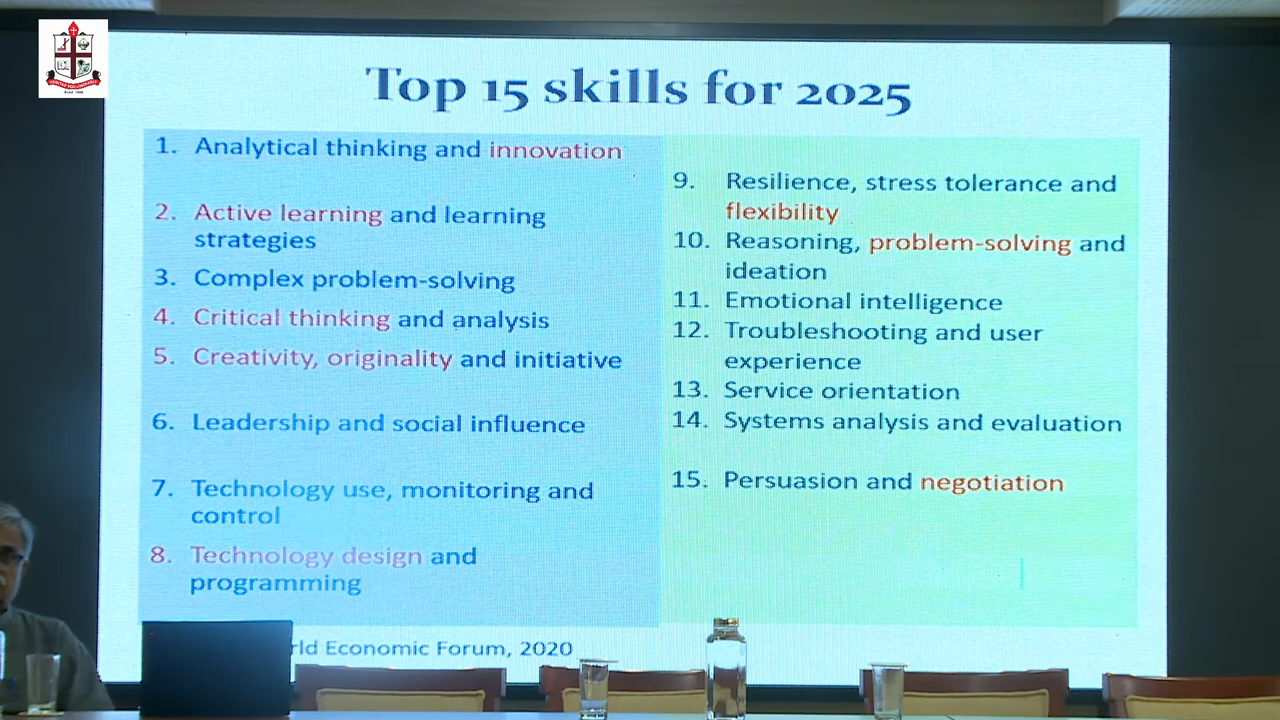 Top 15 skills for 2025
1. Analytical thinking and innovation
2. Active learning and learning
strategies
3. Complex problem-solving
4. Critical thinking and analysis
5. Creativity, originality and initiative
6. Leadership and social influence
7. Technology use, monitoring and
control
8. Technology design and
programming
9. Resilience, stress tolerance and
flexibility
10. Reasoning, problem-solving and
ideation
11. Emotional intelligence
12. Troubleshooting and user
experience
13. Service orientation
14. Systems analysis and evaluation
15. Persuasion and negotiation
Economic Forum, 2020